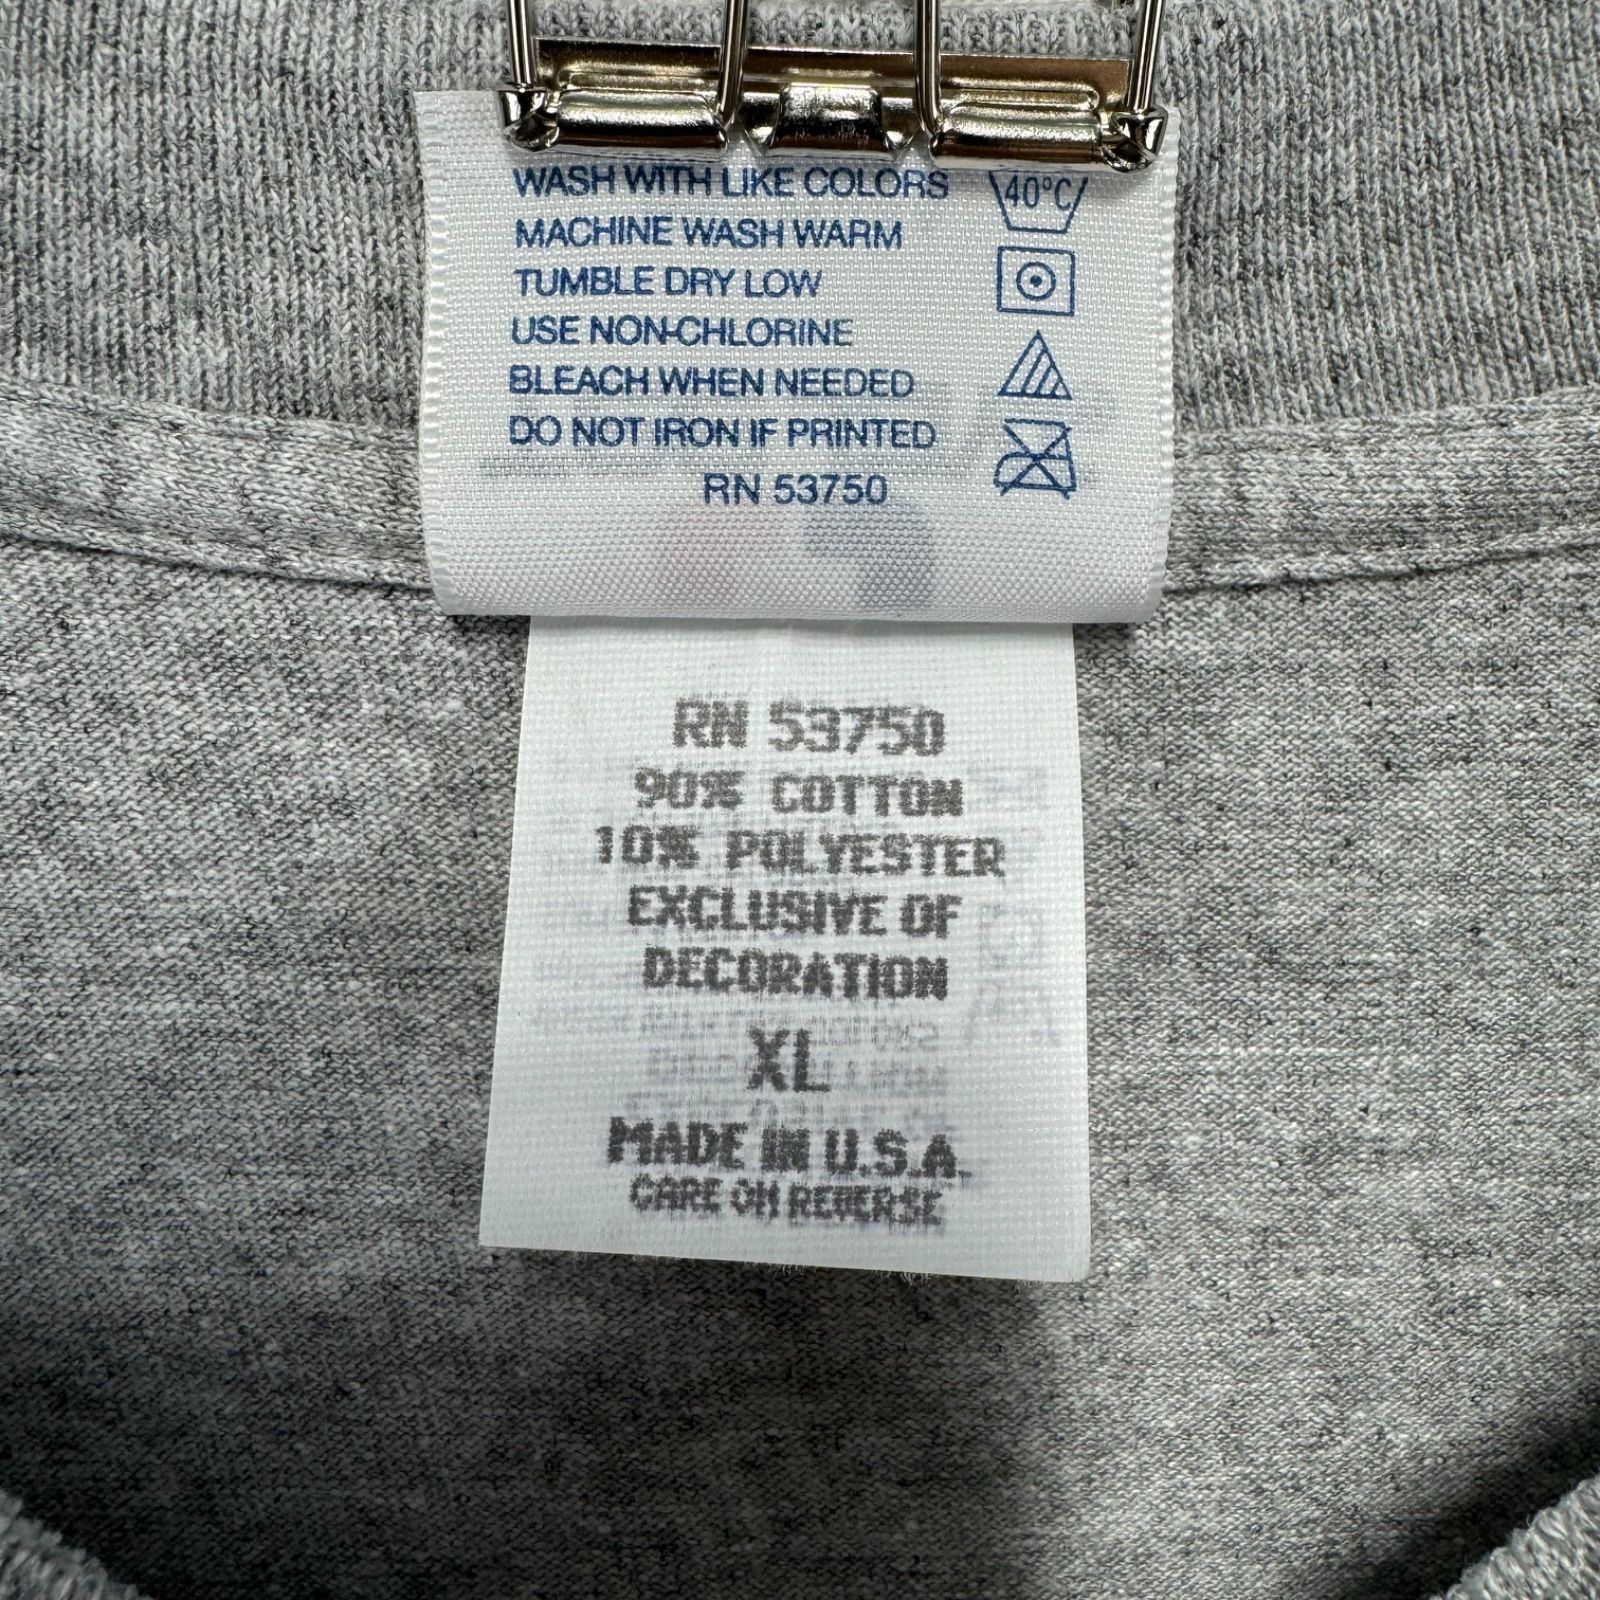 WASH WITH LIKE COLORS
40°C
MACHINE WASH WARM
TUMBLE DRY LOW
USE NON-CHLORINE
BLEACH WHEN NEEDED
DO NOT IRON IF PRINTED
RN 53750
RN 53750
90% COTTON
10% POLYESTER
EXCLUSIVE OF
DECORATION
XL
MADE IN U.S.A.
CARE ON REVERSE